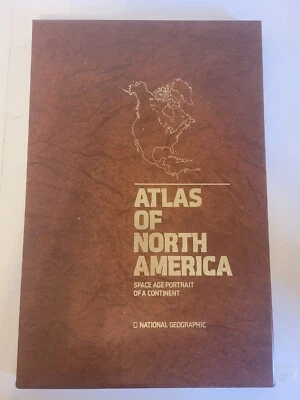 ATLAS
OF
NORTH
AMERICA
SPACE AGE PORTRAIT
OF A CONTINENT
NATIONAL GEOGRAPHIC